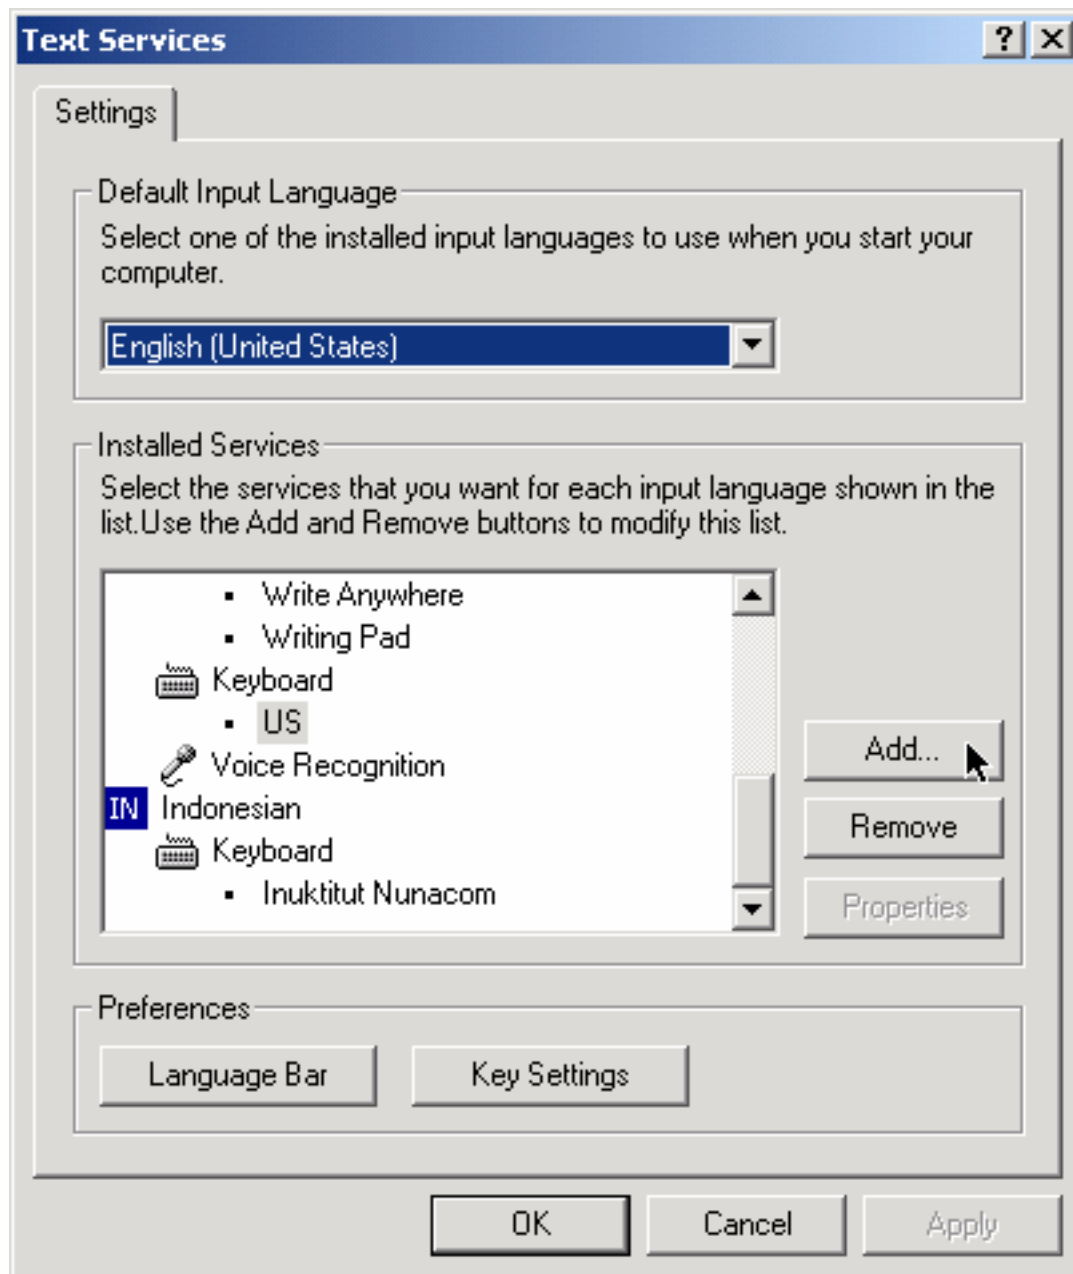 Text Services
Settings
Default Input Language
Select one of the installed input languages to use when you start your
computer.
English (United States)
Installed Services
Select the services that you want for each input language shown in the
list.Use the Add and Remove buttons to modify this list.
Write Anywhere
Writing Pad
Keyboard
US
Voice Recognition
IN Indonesian
Keyboard
Inuktitut Nunacom
Add...
Remove
Properties
Preferences
Language Bar Key Settings
OK Cancel Apply